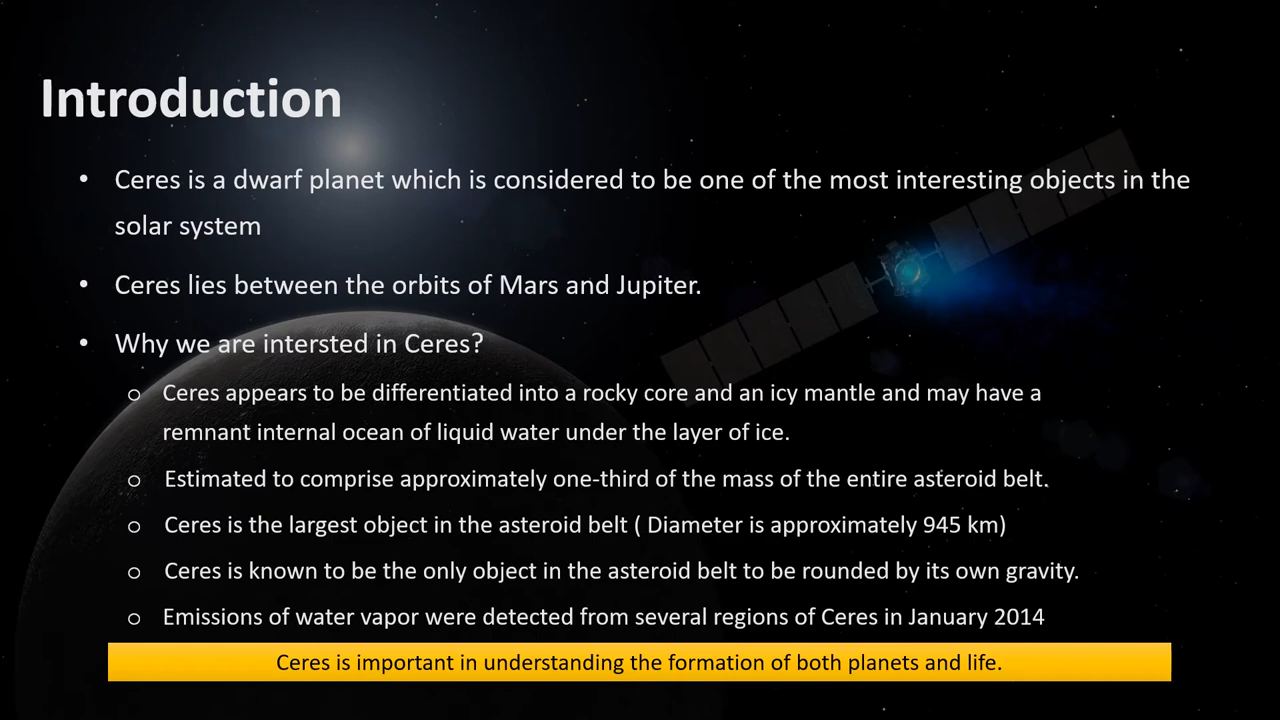 Introduction
• Ceres is a dwarf planet which is considered to be one of the most interesting objects in the
solar system
• Ceres lies between the orbits of Mars and Jupiter.
• Why we are intersted in Ceres?
o Ceres appears to be differentiated into a rocky core and an icy mantle and may have a
remnant internal ocean of liquid water under the layer of ice.
o Estimated to comprise approximately one-third of the mass of the entire asteroid belt.
o Ceres is the largest object in the asteroid belt ( Diameter is approximately 945 km)
o Ceres is known to be the only object in the asteroid belt to be rounded by its own gravity.
o Emissions of water vapor were detected from several regions of Ceres in January 2014
Ceres is important in understanding the formation of both planets and life.